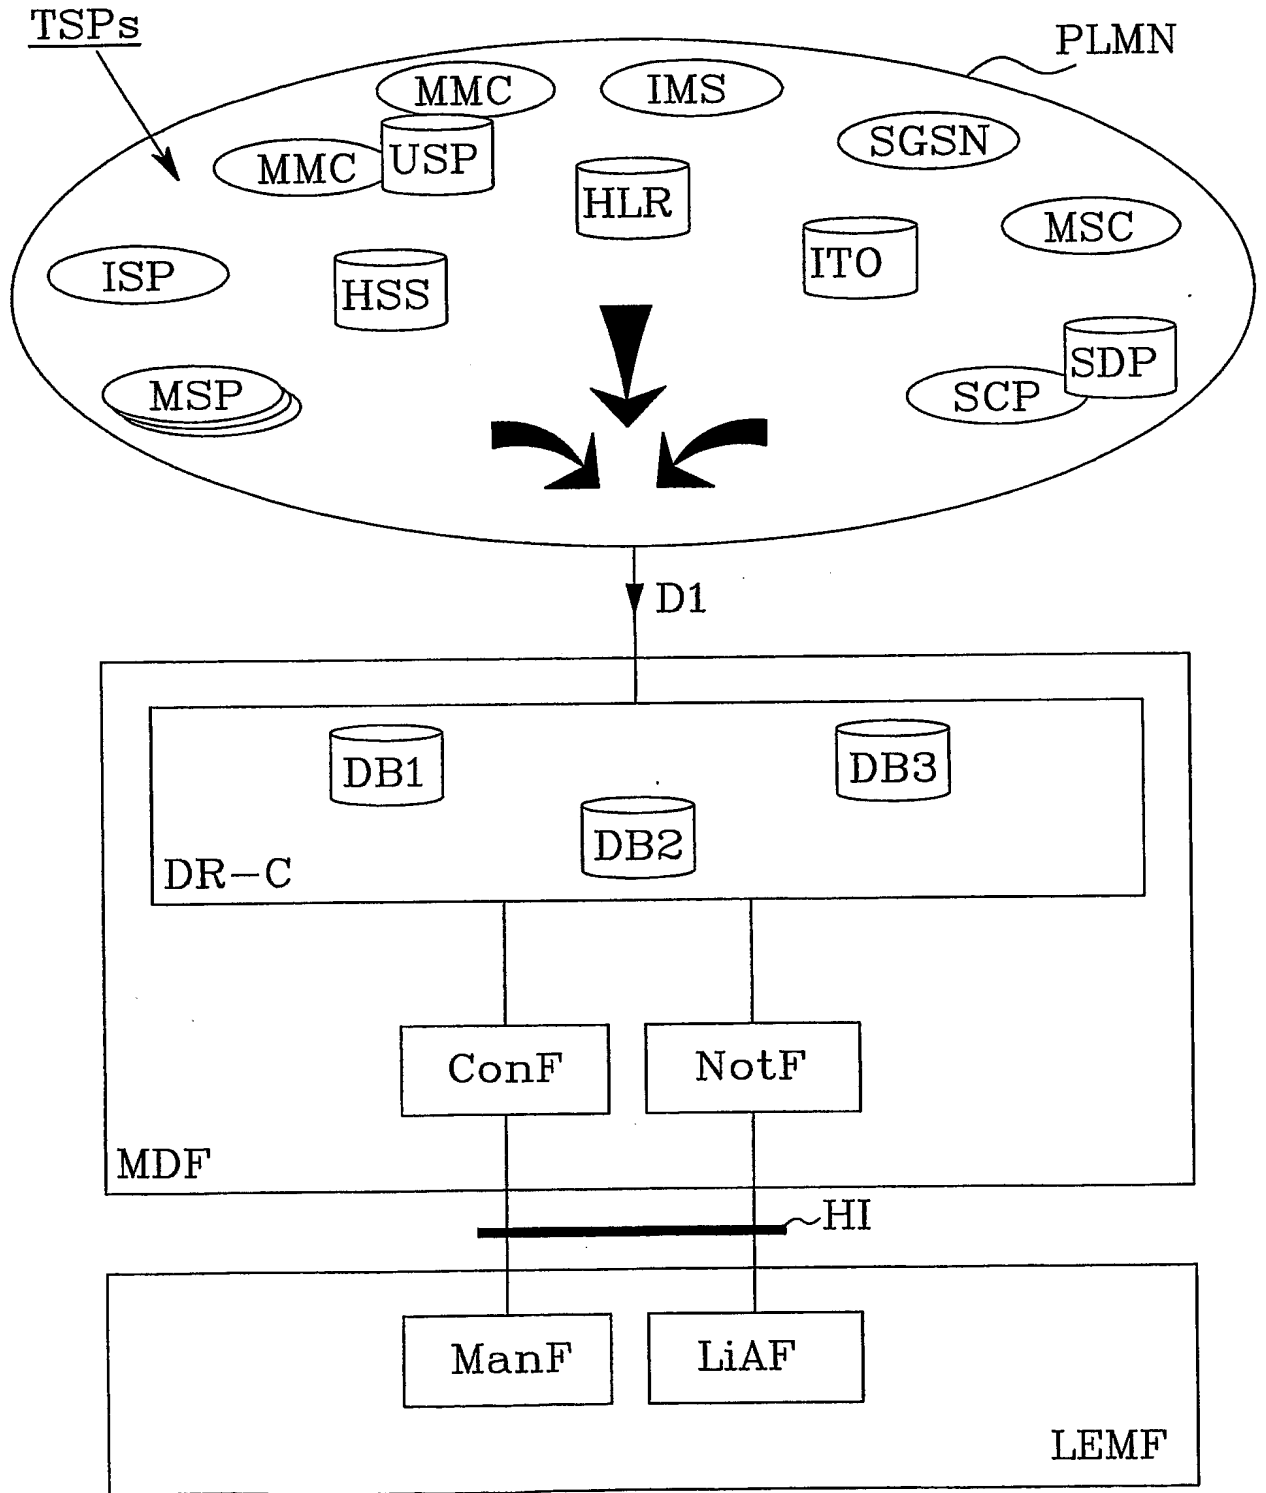 TSPs
PLMN
MMC
IMS
SGSN
MMC
USP
HLR
MSC
ISP
HSS
ITO
MSP
SCP
SDP
D1
DB1
DB3
DB2
DR-C
ConF
NotF
MDF
HI
ManF
LiAF
LEMF